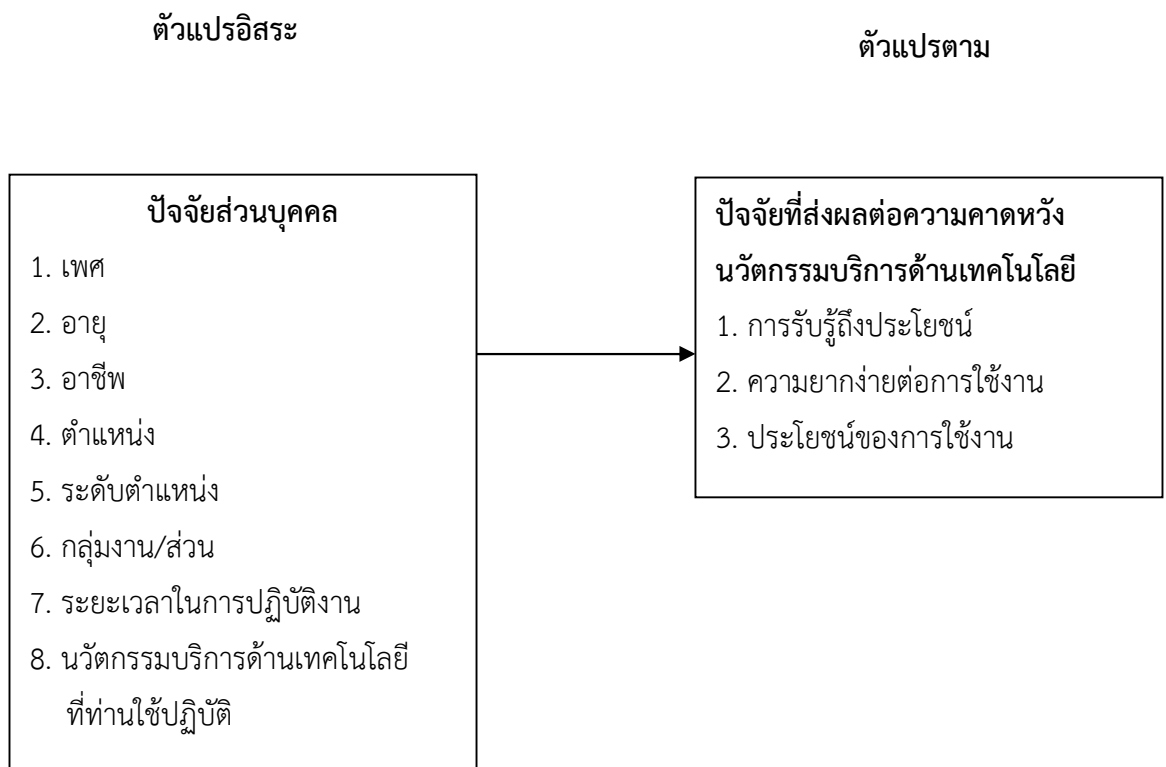 ตัวแปรอิสระ
ตัวแปรตาม
ปัจจัยส่วนบุคคล
1. เพศ
2. อายุ
3. อาชีพ
4. ตำแหน่ง
5. ระดับตำแหน่ง
6. กลุ่มงาน/ส่วน
7. ระยะเวลาในการปฏิบัติงาน
8. นวัตกรรมบริการด้านเทคโนโลยี
ที่ท่านใช้ปฏิบัติ
ปัจจัยที่ส่งผลต่อความคาดหวัง
นวัตกรรมบริการด้านเทคโนโลยี
1. การรับรู้ถึงประโยชน์
2. ความยากง่ายต่อการใช้งาน
3. ประโยชน์ของการใช้งาน